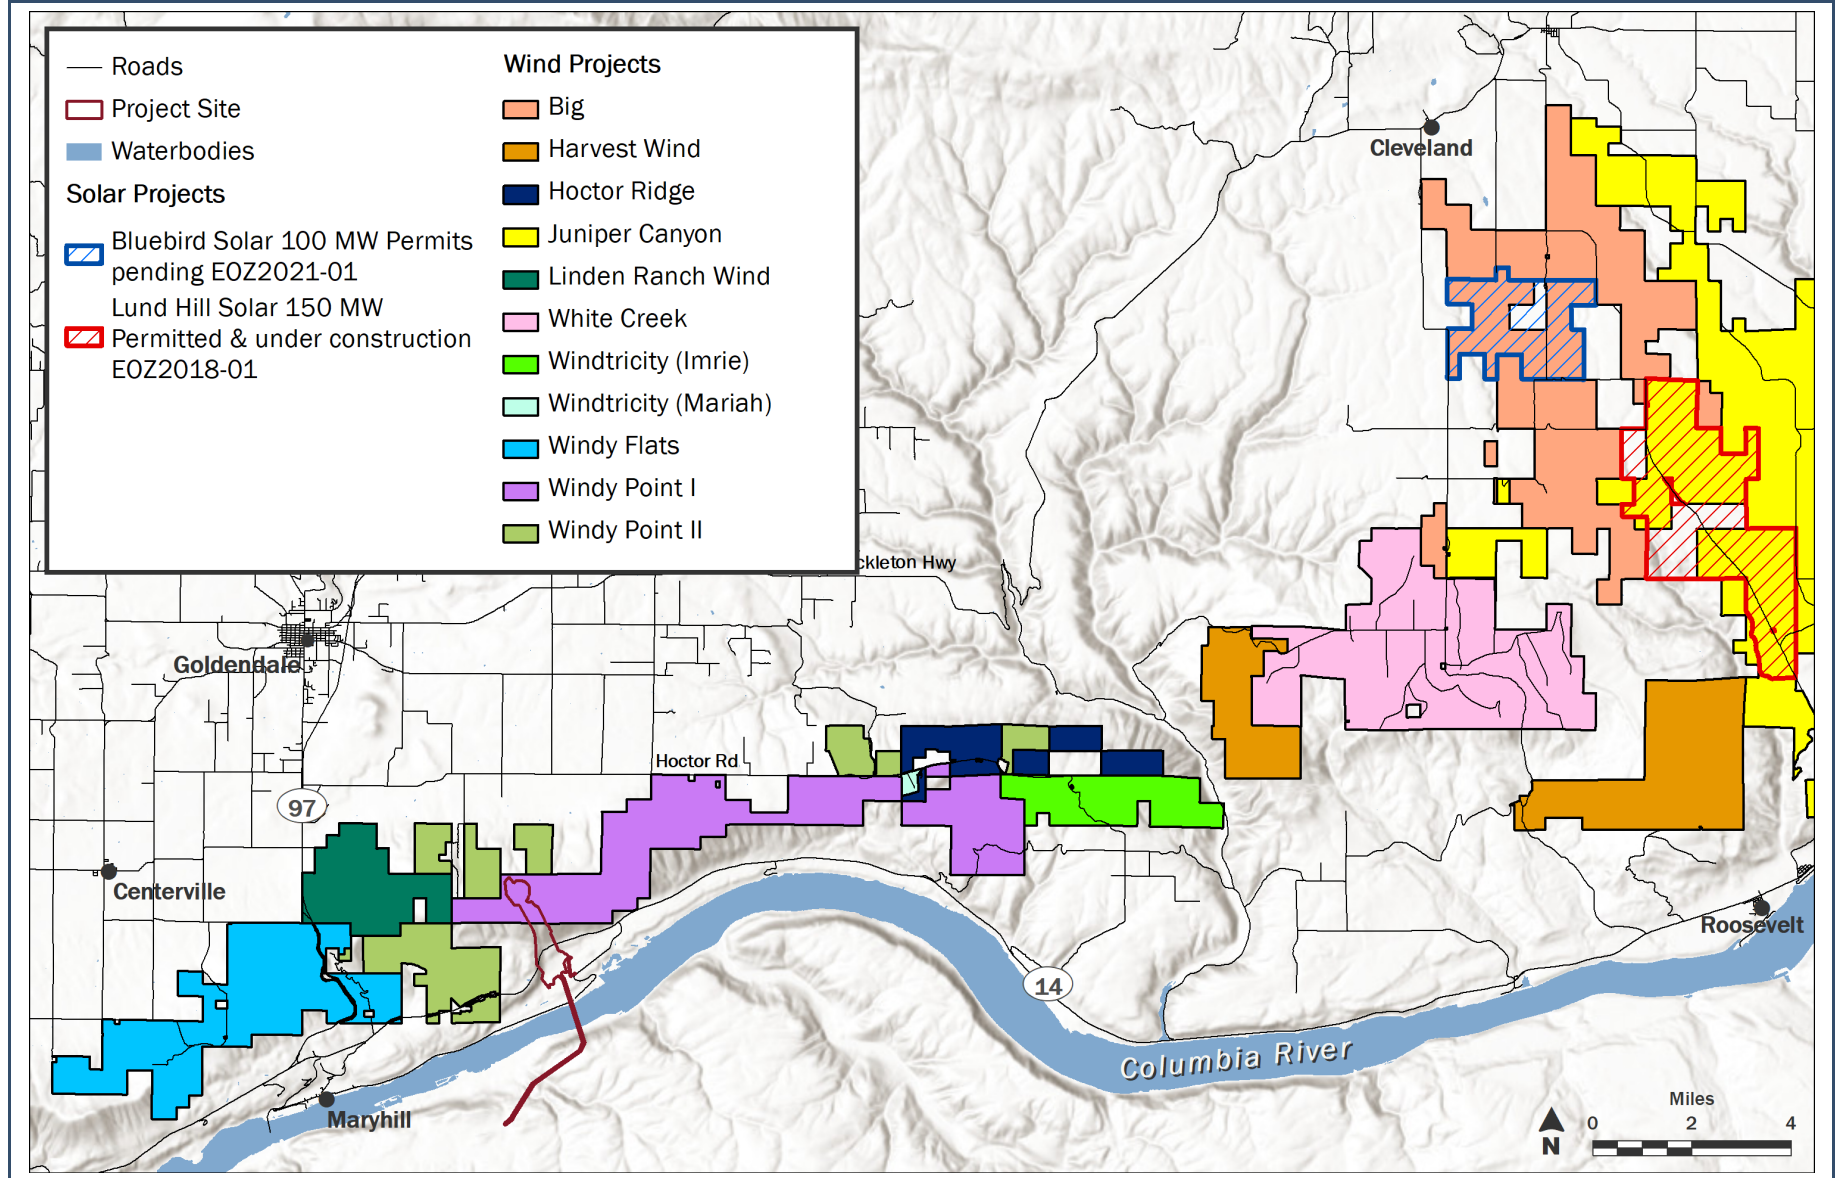 Roads
Project Site
Waterbodies
Solar Projects
Bluebird Solar 100 MW Permits
pending EOZ2021-01
Lund Hill Solar 150 MW
Permitted & under construction
EOZ2018-01
Wind Projects
Big
Harvest Wind
Hoctor Ridge
Juniper Canyon
Linden Ranch Wind
White Creek
Windtricity (Imrie)
Windtricity (Mariah)
Windy Flats
Windy Point I
Windy Point II
Cleveland
ckleton Hwy
Goldendale
Hoctor Rd
97
Centerville
Roosevelt
14
Columbia River
Maryhill
Miles
0 2 4
N